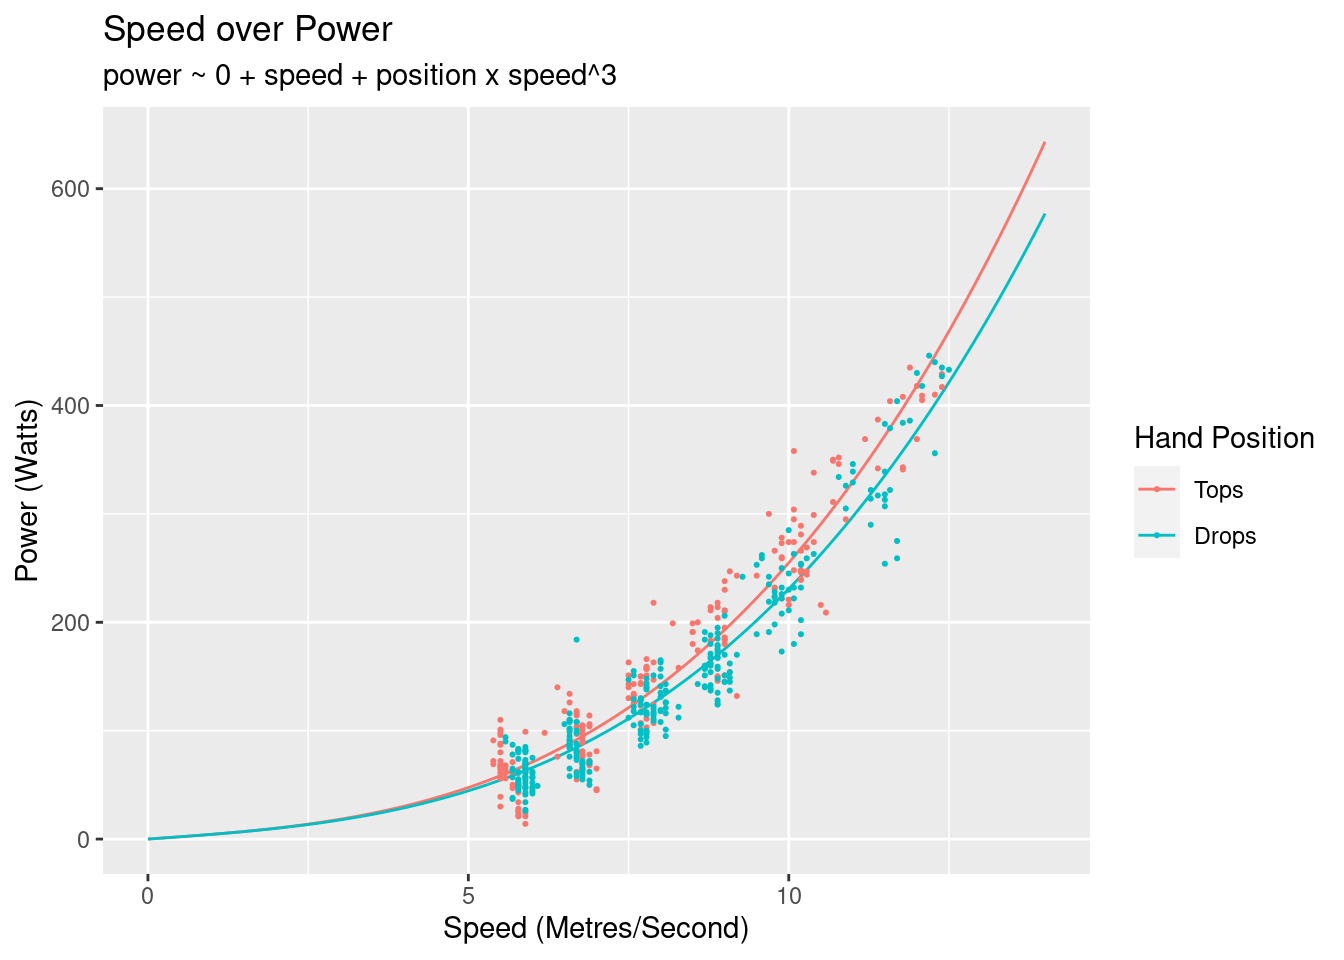 Speed over Power
power ~ 0 + speed + position x speed^3
600
400
200
0
0 5 10
Speed (Metres/Second)
Power (Watts)
Hand Position
Tops
Drops